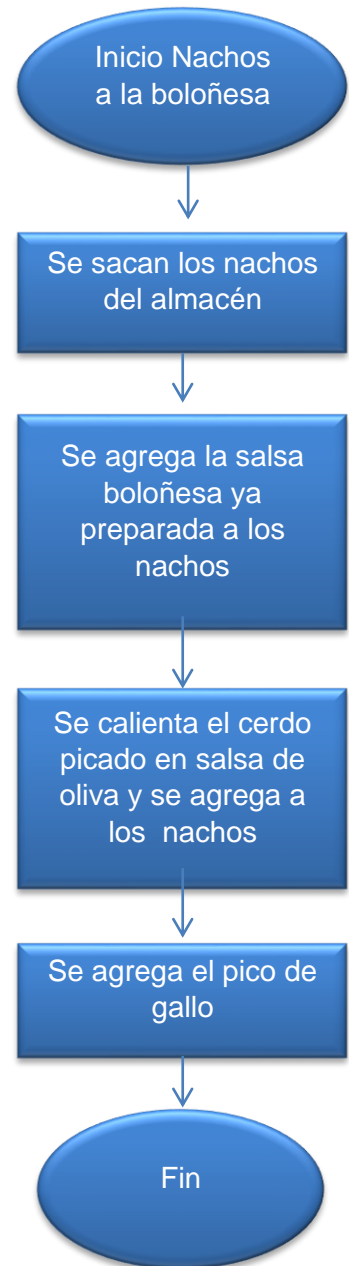 Inicio Nachos
a la boloñesa
Se sacan los nachos
del almacén
Se agrega la salsa
boloñesa ya
preparada a los
nachos
Se calienta el cerdo
picado en salsa de
oliva y se agrega a
los nachos
Se agrega el pico de
gallo
Fin